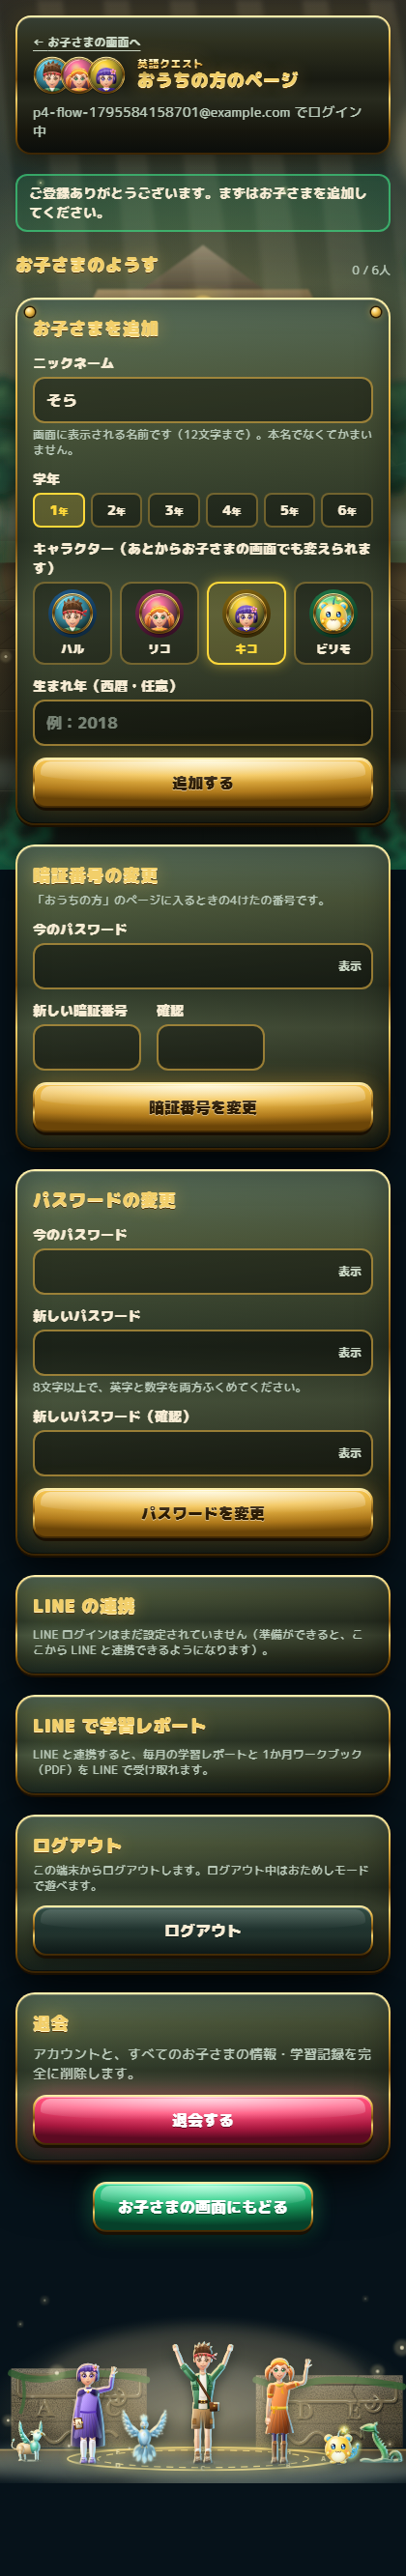 ← お子さまの画面へ
英語クエスト
おうちの方のページ
p4-flow-1795584158701@example.com でログイン
中
ご登録ありがとうございます。まずはお子さまを追加し
てください。
お子さまのようす
0 / 6人
お子さまを追加
ニックネーム
そら
画面に表示される名前です（12文字まで）。本名でなくてかまい
ません。
学年
1年 2年 3年 4年 5年 6年
キャラクター（あとからお子さまの画面でも変えられま
す）
ハル リコ キコ ピリモ
生まれ年（西暦・任意）
例：2018
追加する
暗証番号の変更
「おうちの方」のページに入るときの4けたの番号です。
今のパスワード
表示
新しい暗証番号 確認
暗証番号を変更
パスワードの変更
今のパスワード
表示
新しいパスワード
表示
8文字以上で、英字と数字を両方ふくめてください。
新しいパスワード（確認）
表示
パスワードを変更
LINE の連携
LINE ログインはまだ設定されていません（準備ができると、こ
こから LINE と連携できるようになります）。
LINE で学習レポート
LINE と連携すると、毎月の学習レポートと 1か月ワークブック
（PDF）を LINE で受け取れます。
ログアウト
この端末からログアウトします。ログアウト中はおためしモード
で遊べます。
ログアウト
退会
アカウントと、すべてのお子さまの情報・学習記録を完
全に削除します。
退会する
お子さまの画面にもどる